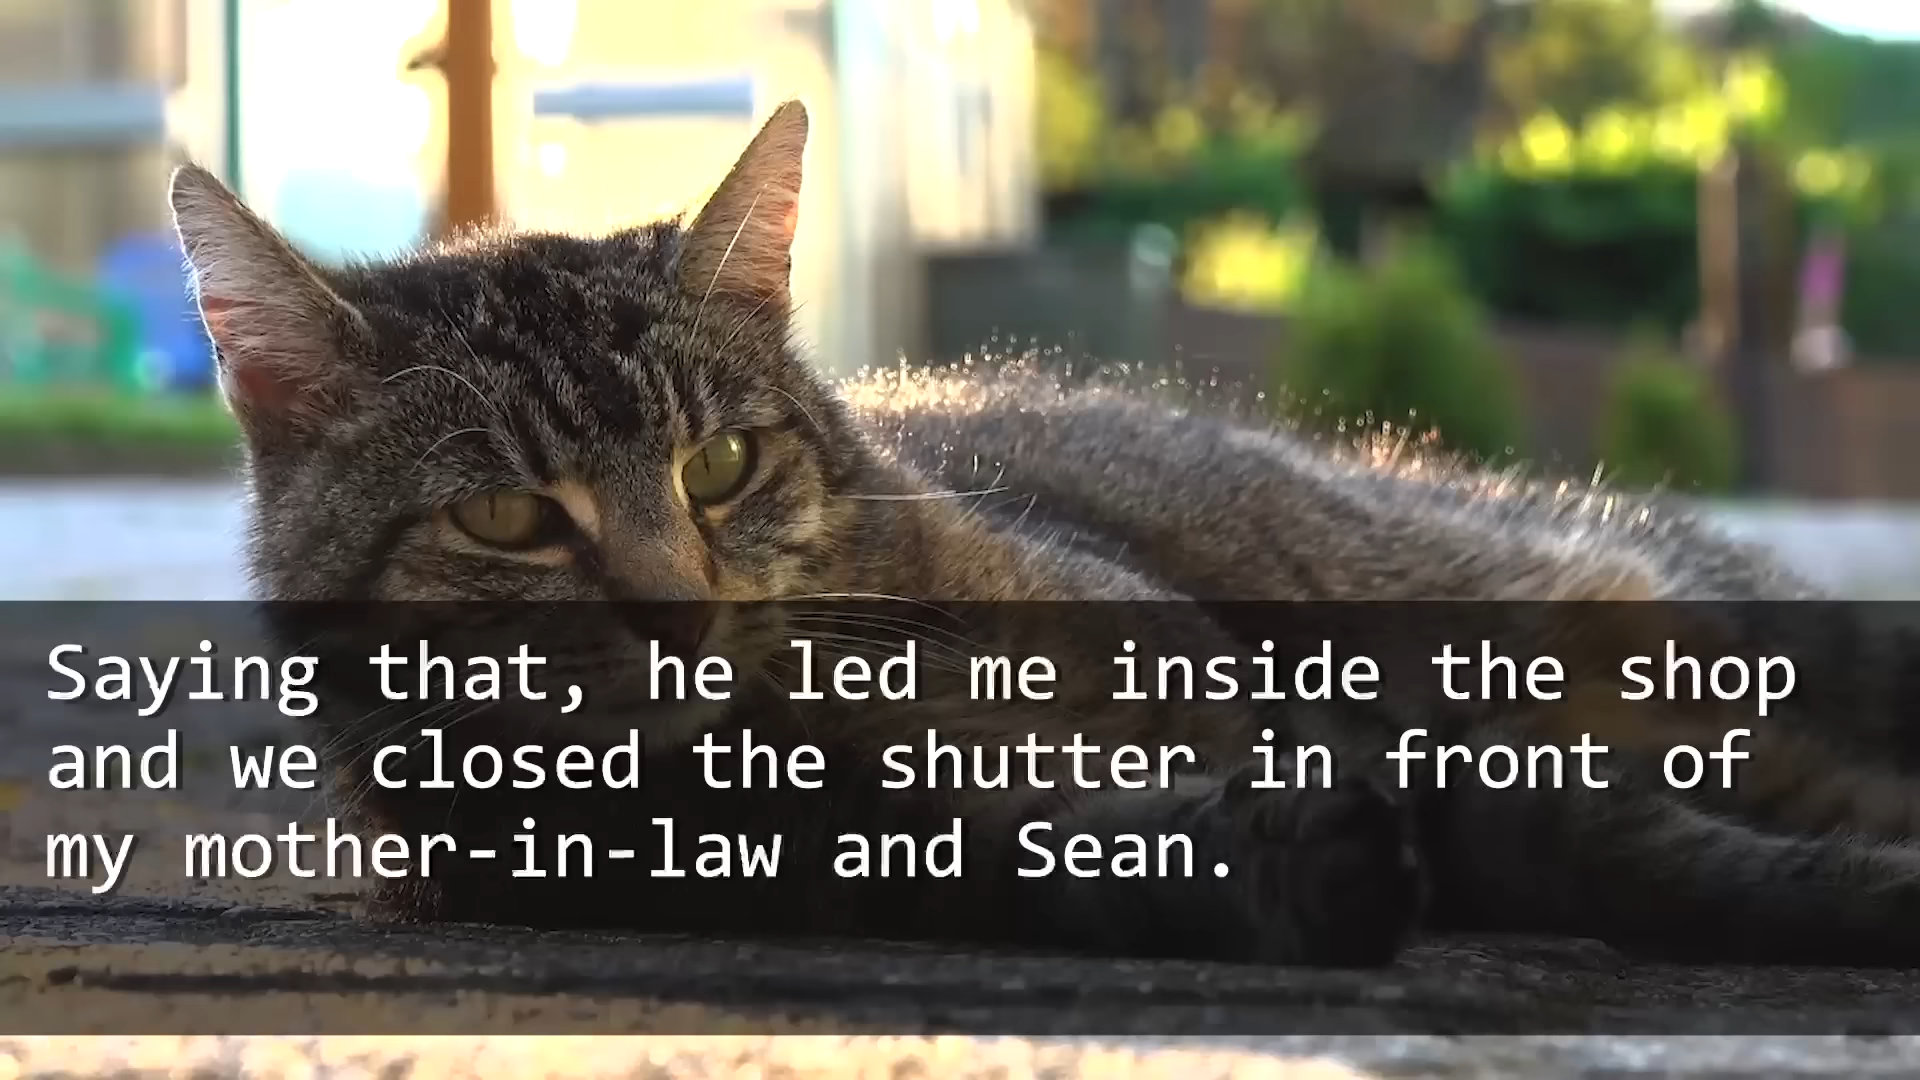 Saying that, he led me inside the shop
and we closed the shutter in front of
my mother-in-law and Sean.